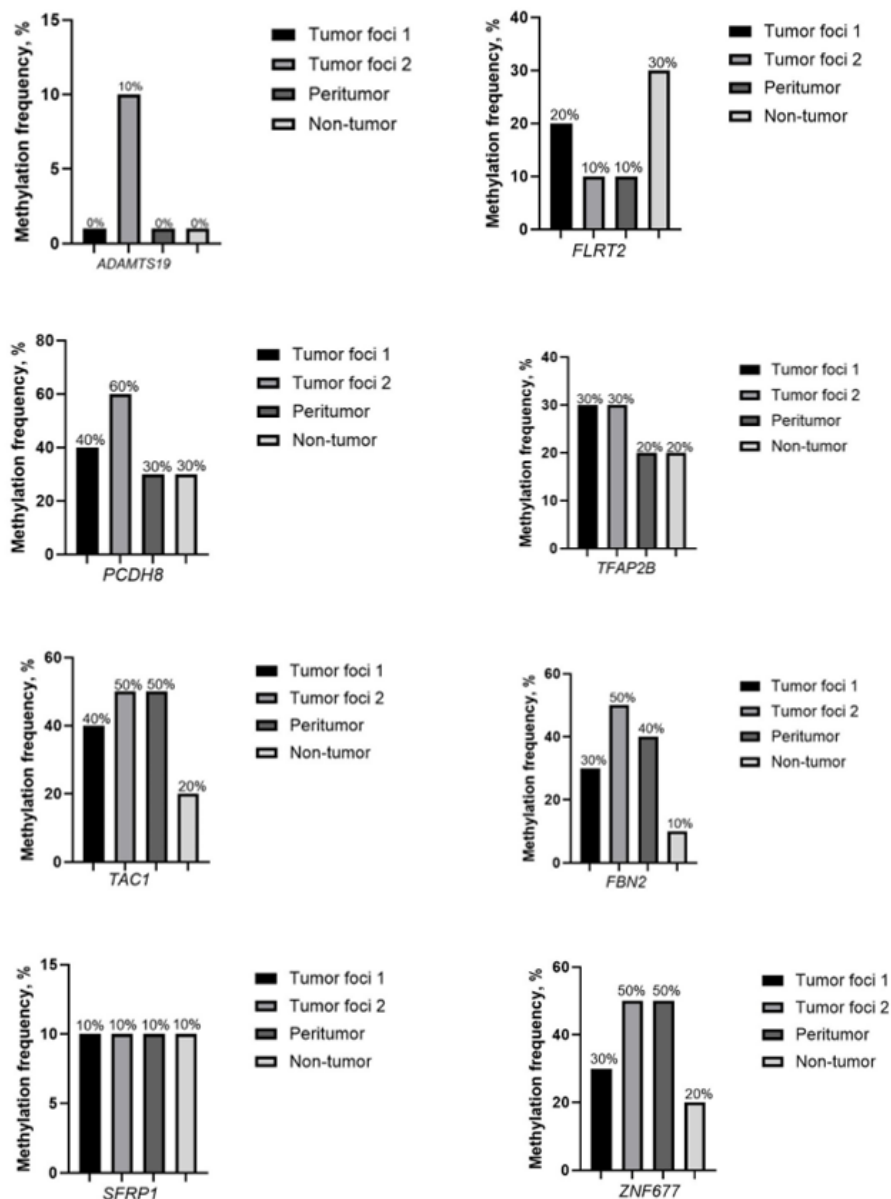 Methylation frequency, %
15
10
5
0
0%
10%
0%
0%
ADAMTS19
Tumor foci 1
Tumor foci 2
Peritumor
Non-tumor
Methylation frequency, %
40
30
20
10
0
20%
10%
10%
30%
FLRT2
Tumor foci 1
Tumor foci 2
Peritumor
Non-tumor
Methylation frequency, %
80
60
40
20
0
40%
60%
30%
30%
PCDH8
Tumor foci 1
Tumor foci 2
Peritumor
Non-tumor
Methylation frequency, %
40
30
20
10
0
30%
30%
20%
20%
TFAP2B
Tumor foci 1
Tumor foci 2
Peritumor
Non-tumor
Methylation frequency, %
60
40
20
0
40%
50%
50%
20%
TAC1
Tumor foci 1
Tumor foci 2
Peritumor
Non-tumor
Methylation frequency, %
60
40
20
0
30%
50%
40%
10%
FBN2
Tumor foci 1
Tumor foci 2
Peritumor
Non-tumor
Methylation frequency, %
15
10
5
0
10%
10%
10%
10%
SFRP1
Tumor foci 1
Tumor foci 2
Peritumor
Non-tumor
Methylation frequency, %
60
40
20
0
30%
50%
50%
20%
ZNF677
Tumor foci 1
Tumor foci 2
Peritumor
Non-tumor